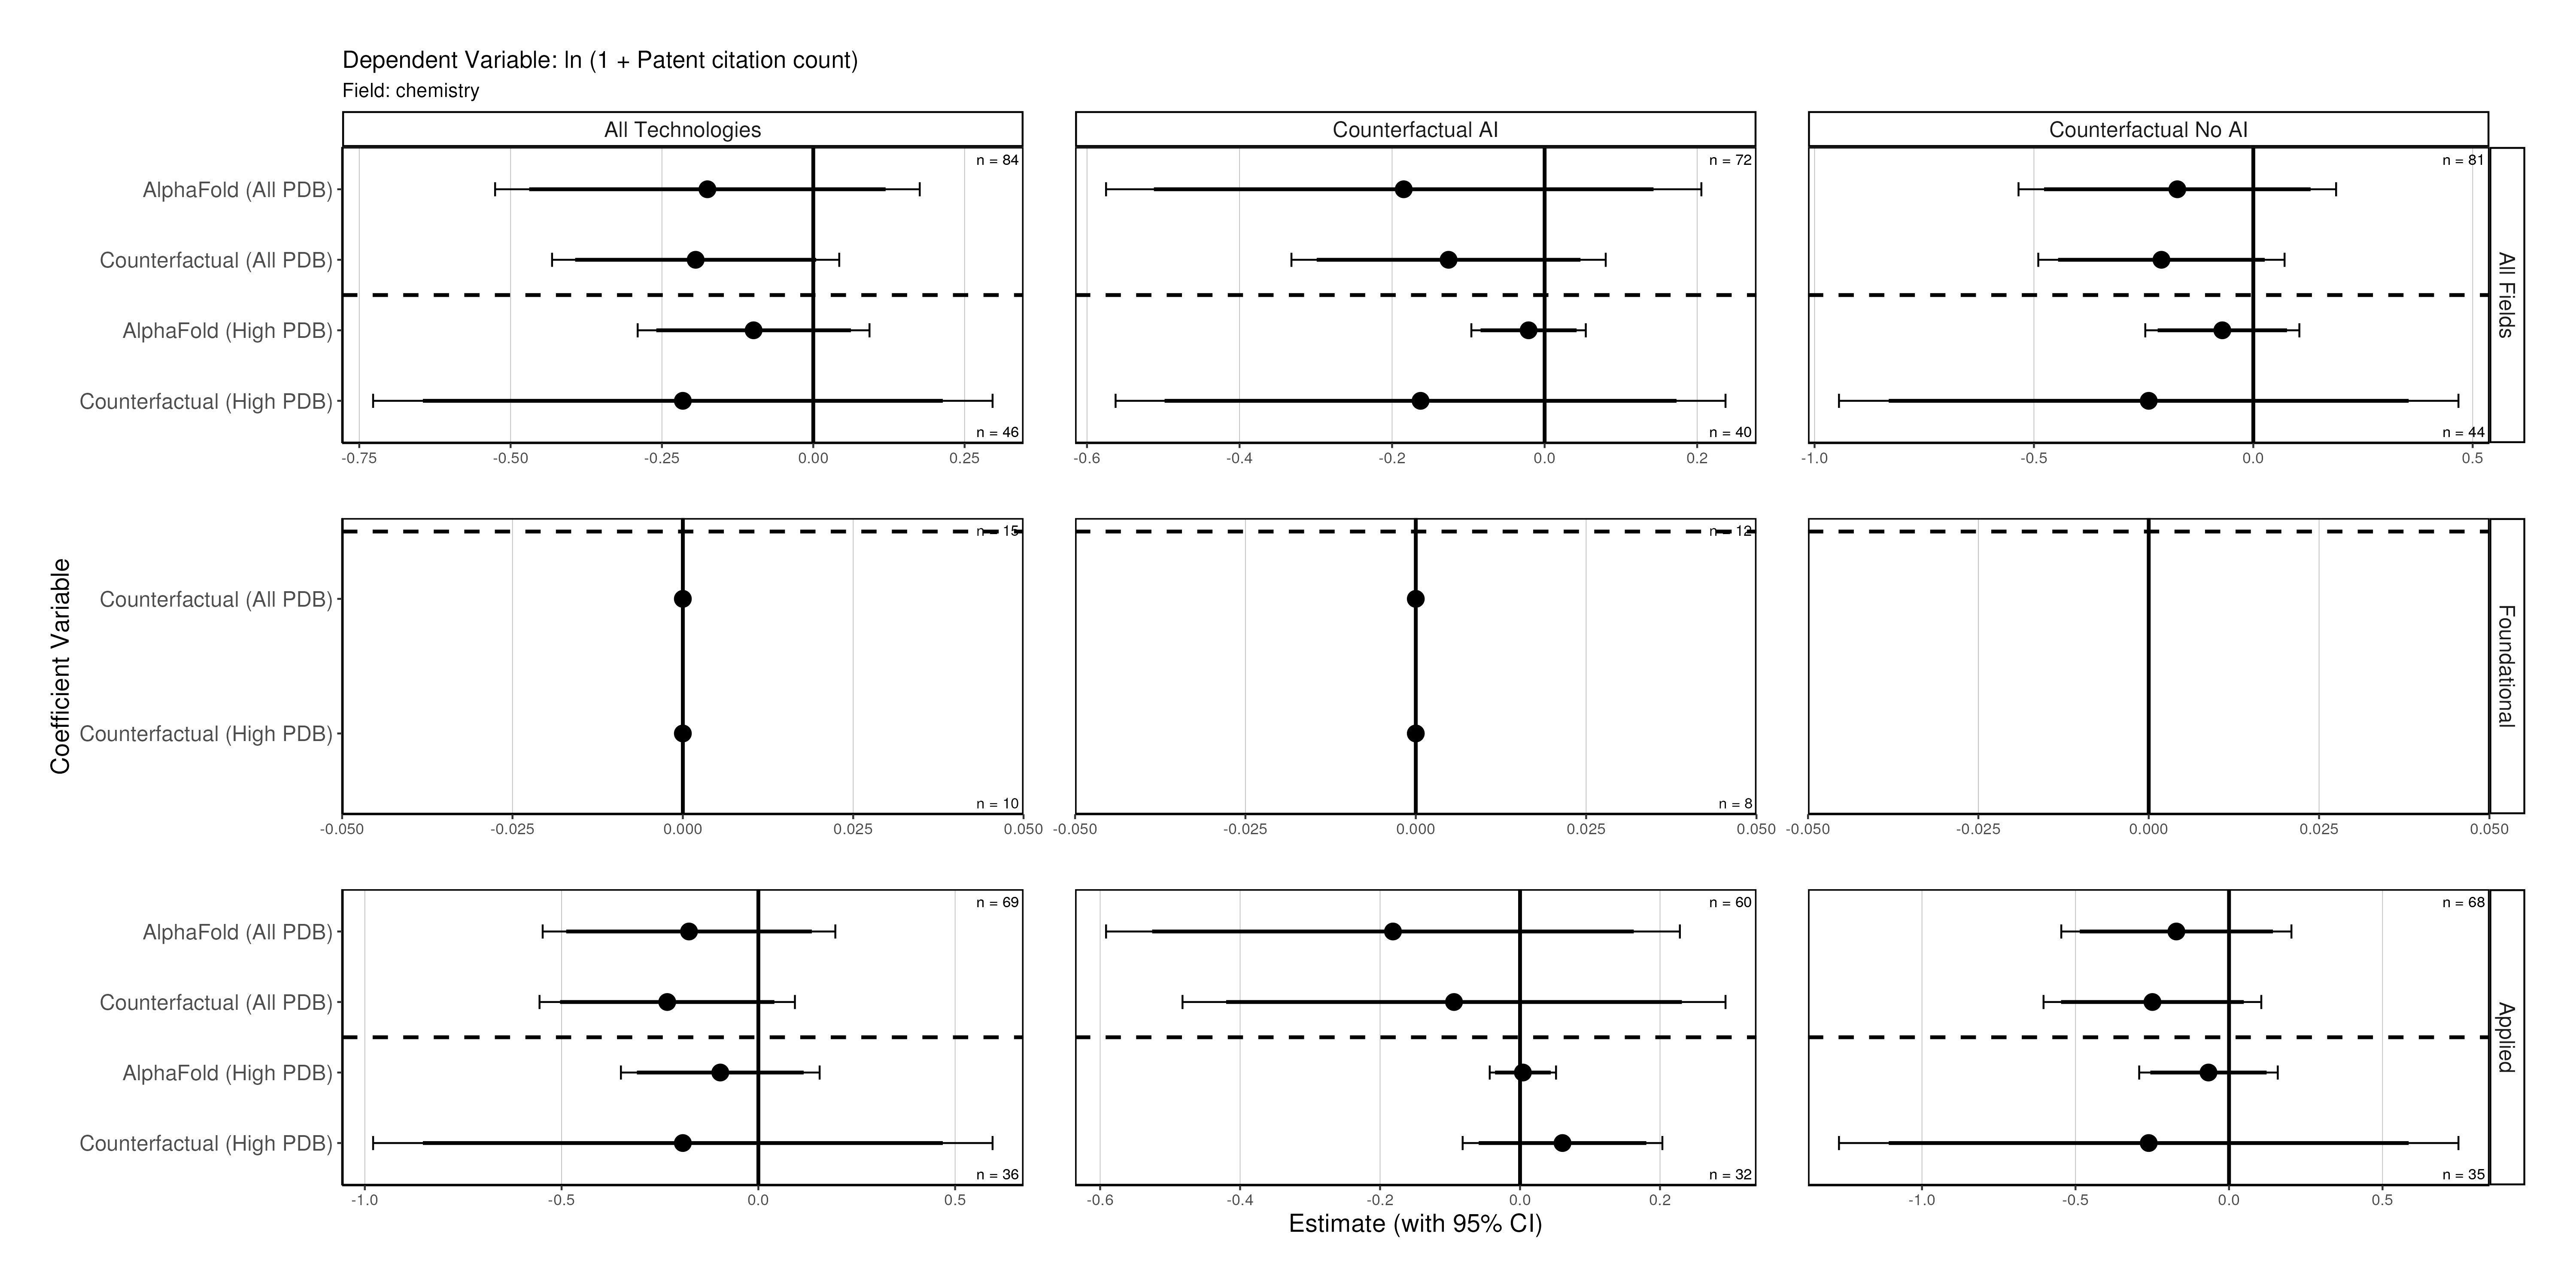 Dependent Variable: ln (1 + Patent citation count)
Field: chemistry
All Technologies
Counterfactual AI
Counterfactual No AI
n = 84
n = 72
n = 81
AlphaFold (All PDB)
Counterfactual (All PDB)
AlphaFold (High PDB)
Counterfactual (High PDB)
All Fields
n = 46
n = 40
n = 44
-0.75 -0.50 -0.25 0.00 0.25
-0.6 -0.4 -0.2 0.0 0.2
-1.0 -0.5 0.0 0.5
n = 15
n = 12
Coefficient Variable
Counterfactual (All PDB)
Counterfactual (High PDB)
Foundational
n = 10
n = 8
-0.050 -0.025 0.000 0.025 0.050
-0.050 -0.025 0.000 0.025 0.050
-0.050 -0.025 0.000 0.025 0.050
n = 69
n = 60
n = 68
AlphaFold (All PDB)
Counterfactual (All PDB)
AlphaFold (High PDB)
Counterfactual (High PDB)
Applied
n = 36
n = 32
n = 35
-1.0 -0.5 0.0 0.5
-0.6 -0.4 -0.2 0.0 0.2
-1.0 -0.5 0.0 0.5
Estimate (with 95% CI)